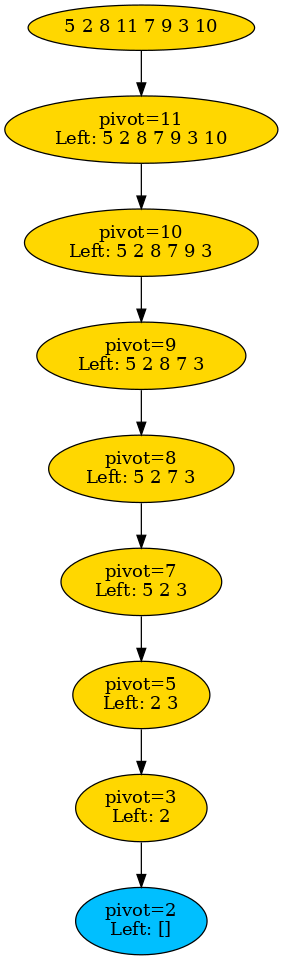 5 2 8 11 7 9 3 10
pivot=11
Left: 5 2 8 7 9 3 10
pivot=10
Left: 5 2 8 7 9 3
pivot=9
Left: 5 2 8 7 3
pivot=8
Left: 5 2 7 3
pivot=7
Left: 5 2 3
pivot=5
Left: 2 3
pivot=3
Left: 2
pivot=2
Left: []